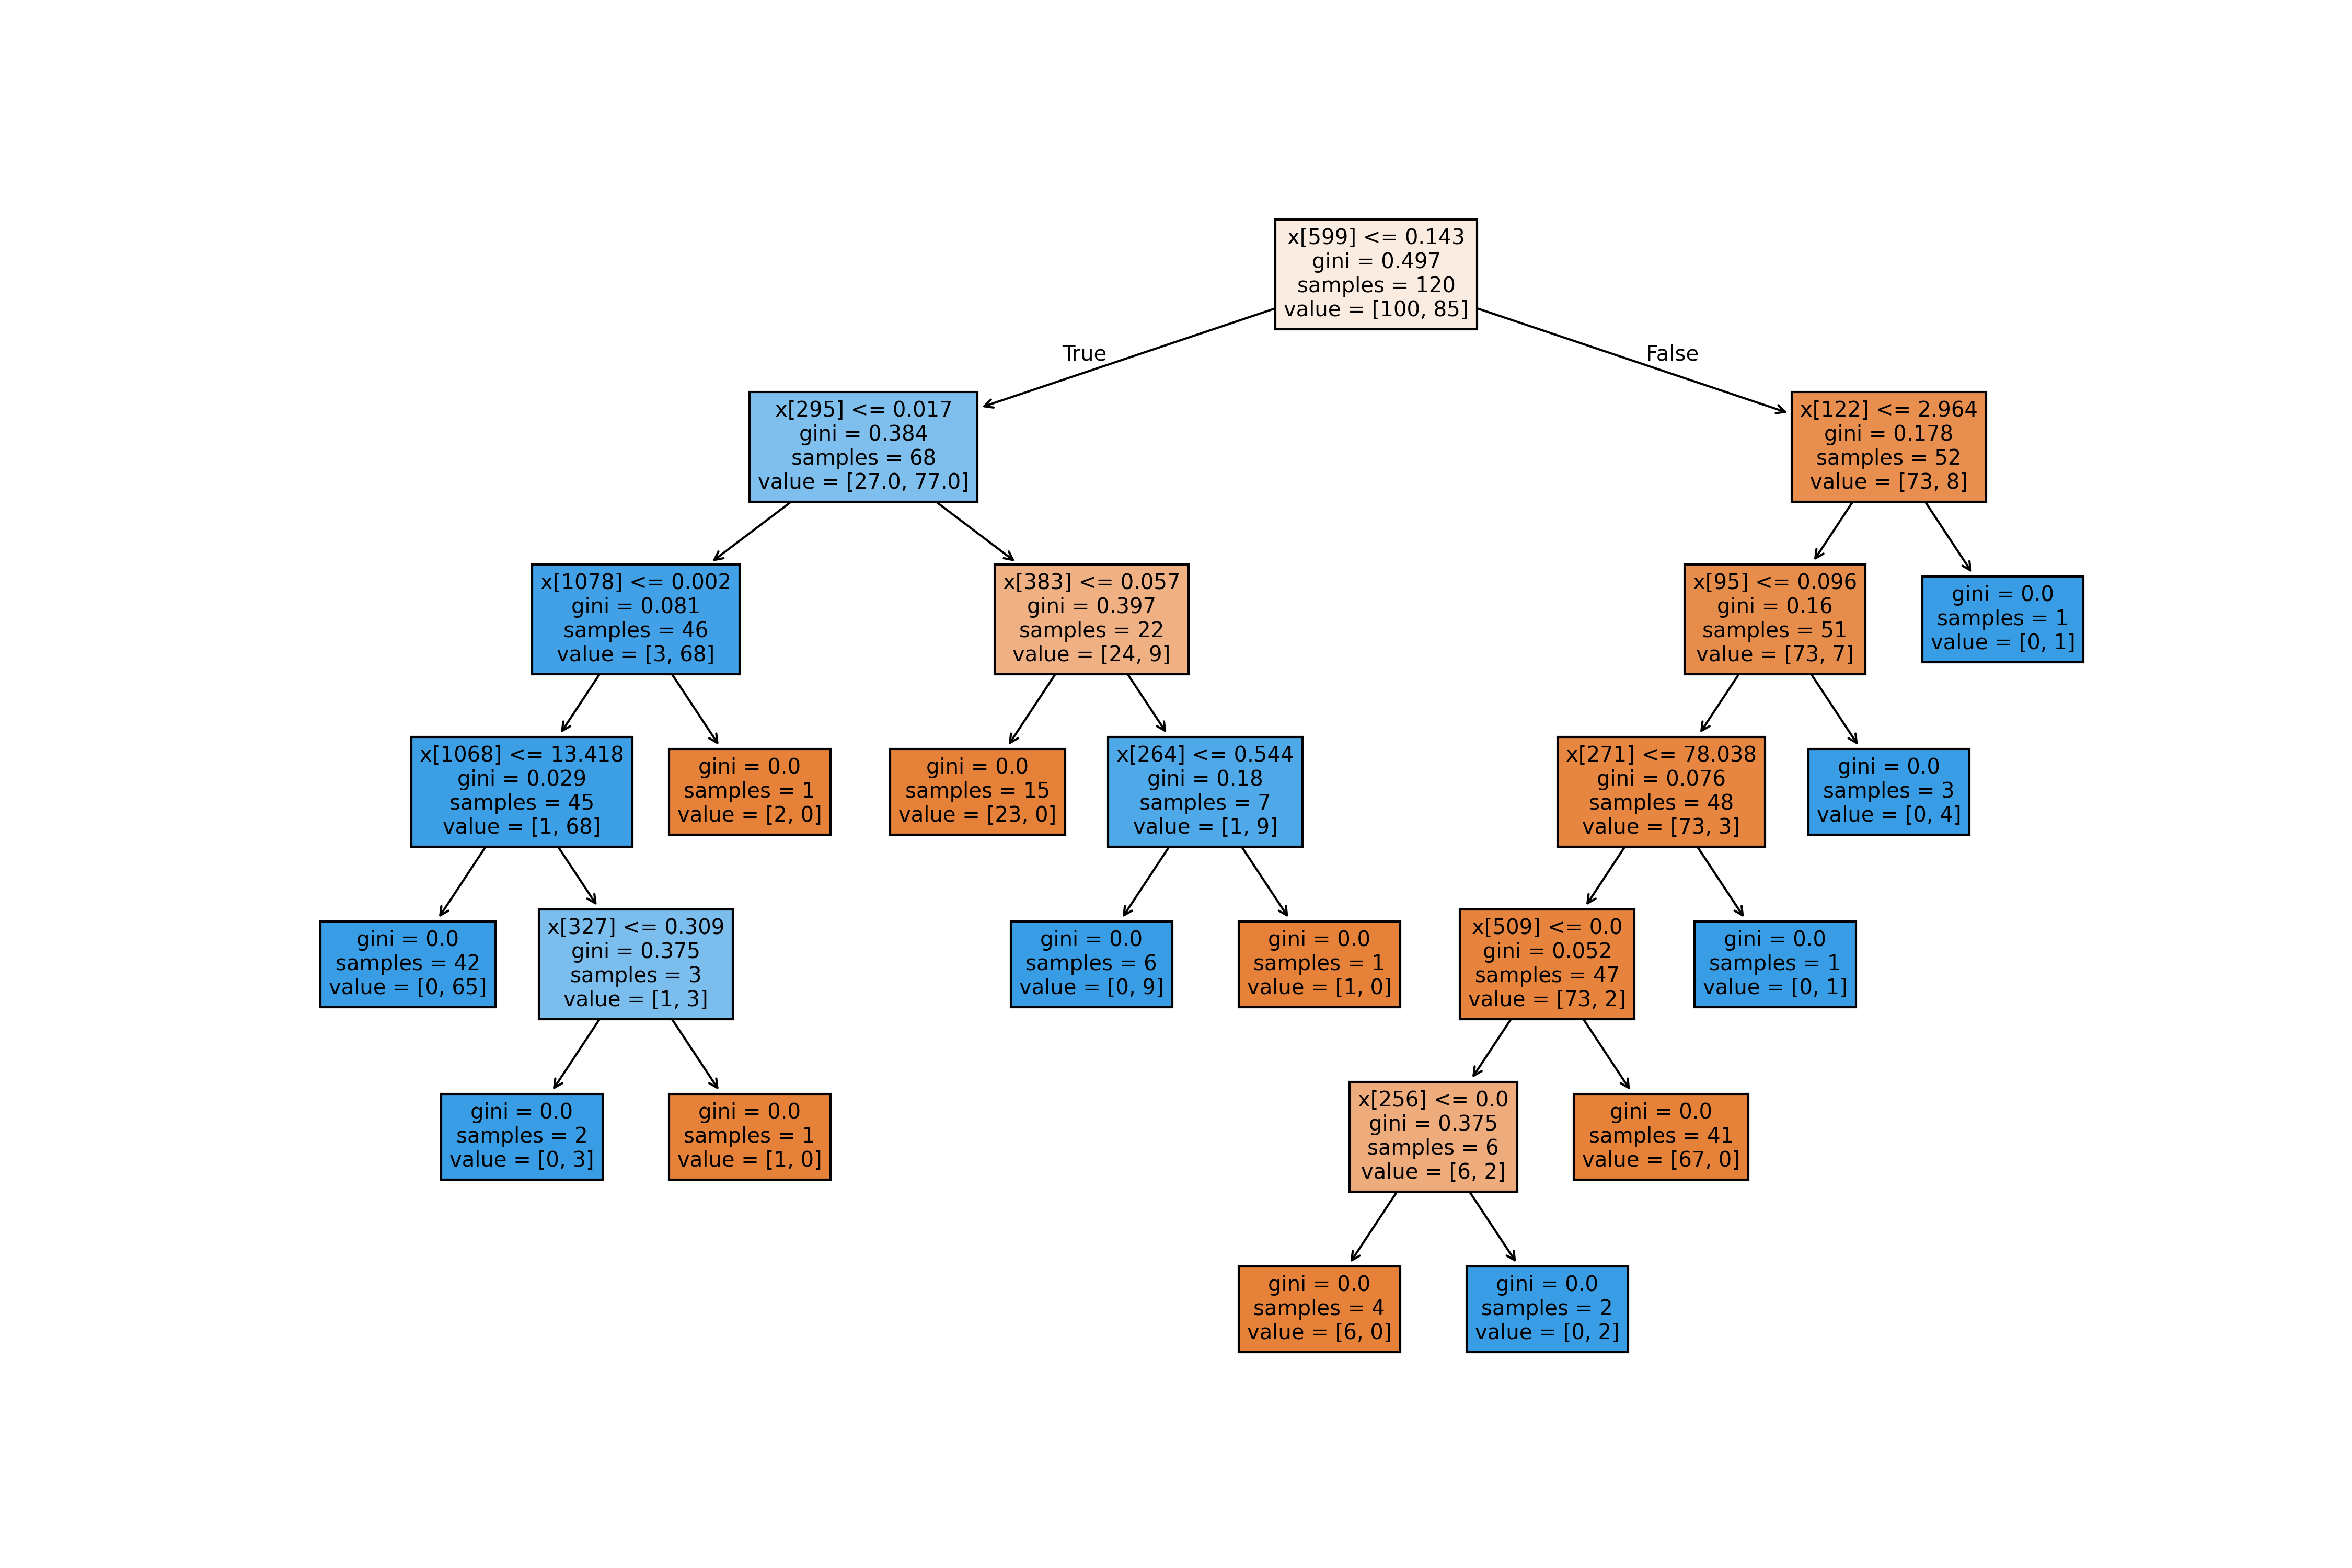 x[599] <= 0.143
gini = 0.497
samples = 120
value = [100, 85]
True
False
x[295] <= 0.017
gini = 0.384
samples = 68
value = [27.0, 77.0]
x[122] <= 2.964
gini = 0.178
samples = 52
value = [73, 8]
x[1078] <= 0.002
gini = 0.081
samples = 46
value = [3, 68]
x[383] <= 0.057
gini = 0.397
samples = 22
value = [24, 9]
x[95] <= 0.096
gini = 0.16
samples = 51
value = [73, 7]
gini = 0.0
samples = 1
value = [0, 1]
x[1068] <= 13.418
gini = 0.029
samples = 45
value = [1, 68]
gini = 0.0
samples = 1
value = [2, 0]
gini = 0.0
samples = 15
value = [23, 0]
x[264] <= 0.544
gini = 0.18
samples = 7
value = [1, 9]
x[271] <= 78.038
gini = 0.076
samples = 48
value = [73, 3]
gini = 0.0
samples = 3
value = [0, 4]
gini = 0.0
samples = 42
value = [0, 65]
x[327] <= 0.309
gini = 0.375
samples = 3
value = [1, 3]
gini = 0.0
samples = 6
value = [0, 9]
gini = 0.0
samples = 1
value = [1, 0]
x[509] <= 0.0
gini = 0.052
samples = 47
value = [73, 2]
gini = 0.0
samples = 1
value = [0, 1]
gini = 0.0
samples = 2
value = [0, 3]
gini = 0.0
samples = 1
value = [1, 0]
x[256] <= 0.0
gini = 0.375
samples = 6
value = [6, 2]
gini = 0.0
samples = 41
value = [67, 0]
gini = 0.0
samples = 4
value = [6, 0]
gini = 0.0
samples = 2
value = [0, 2]